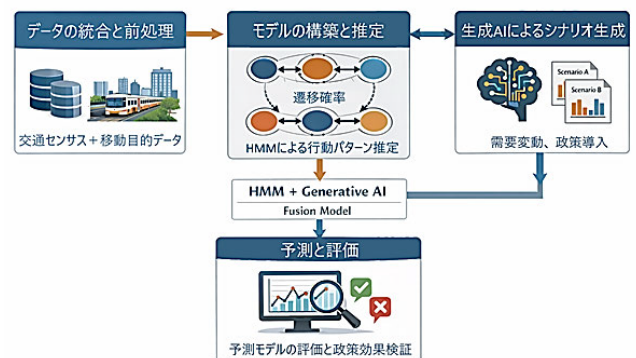 データの統合と前処理
交通センサス＋移動目的データ
モデルの構築と推定
遷移確率
HMMによる行動パターン推定
生成AIによるシナリオ生成
Scenario A
Scenario B
需要変動、政策導入
HMM + Generative AI
Fusion Model
予測と評価
予測モデルの評価と政策効果検証